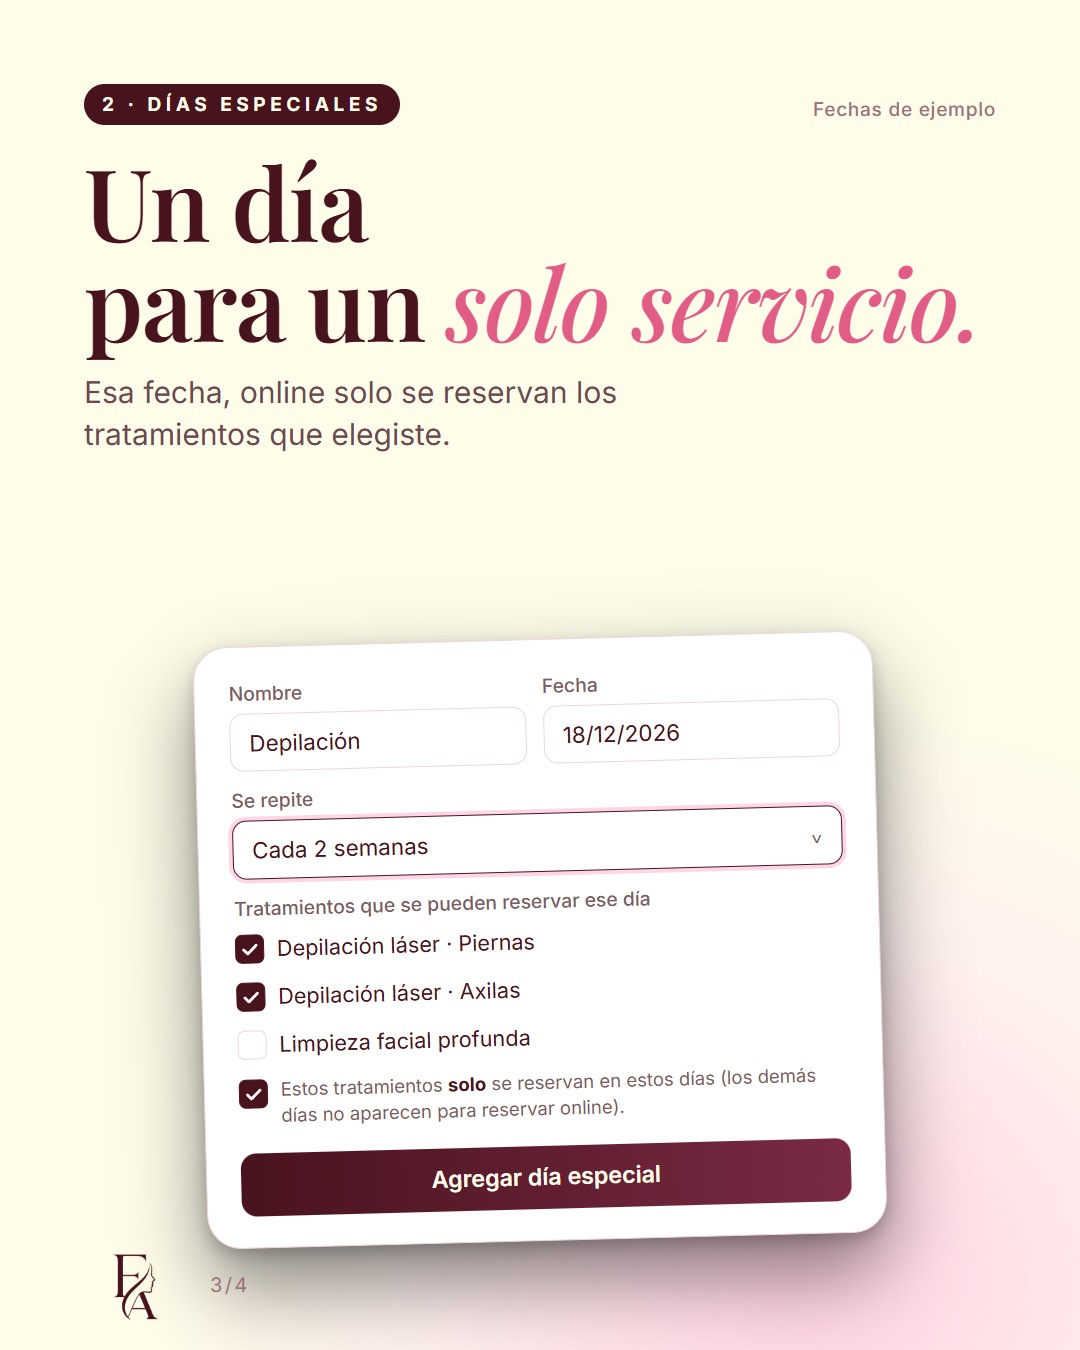 2 · DÍAS ESPECIALES
Fechas de ejemplo
Un día
para un solo servicio.
Esa fecha, online solo se reservan los
tratamientos que elegiste.
Nombre
Fecha
Depilación
18/12/2026
Se repite
Cada 2 semanas
Tratamientos que se pueden reservar ese día
Depilación láser · Piernas
Depilación láser · Axilas
Limpieza facial profunda
Estos tratamientos solo se reservan en estos días (los demás
días no aparecen para reservar online).
Agregar día especial
FA
3/4